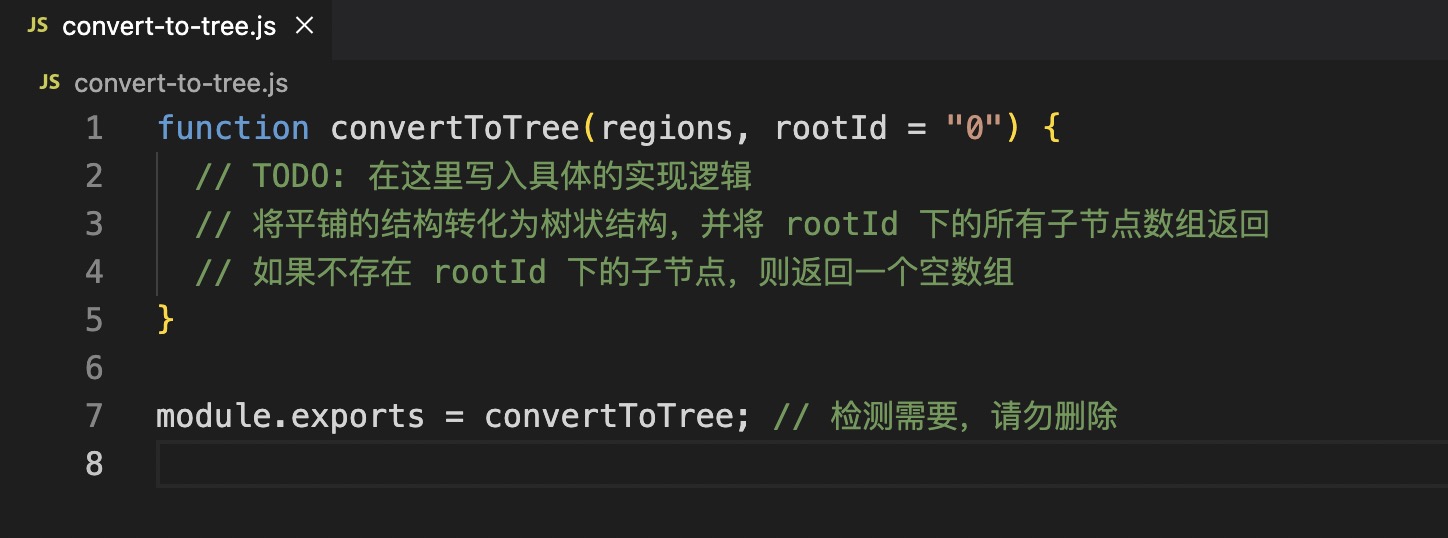 JS convert-to-tree.js ×
JS convert-to-tree.js
1 function convertToTree(regions, rootId = "0") {
2 // TODO: 在这里写入具体的实现逻辑
3 // 将平铺的结构转化为树状结构，并将 rootId 下的所有子节点数组返回
4 // 如果不存在 rootId 下的子节点，则返回一个空数组
5 }
6
7 module.exports = convertToTree; // 检测需要，请勿删除
8